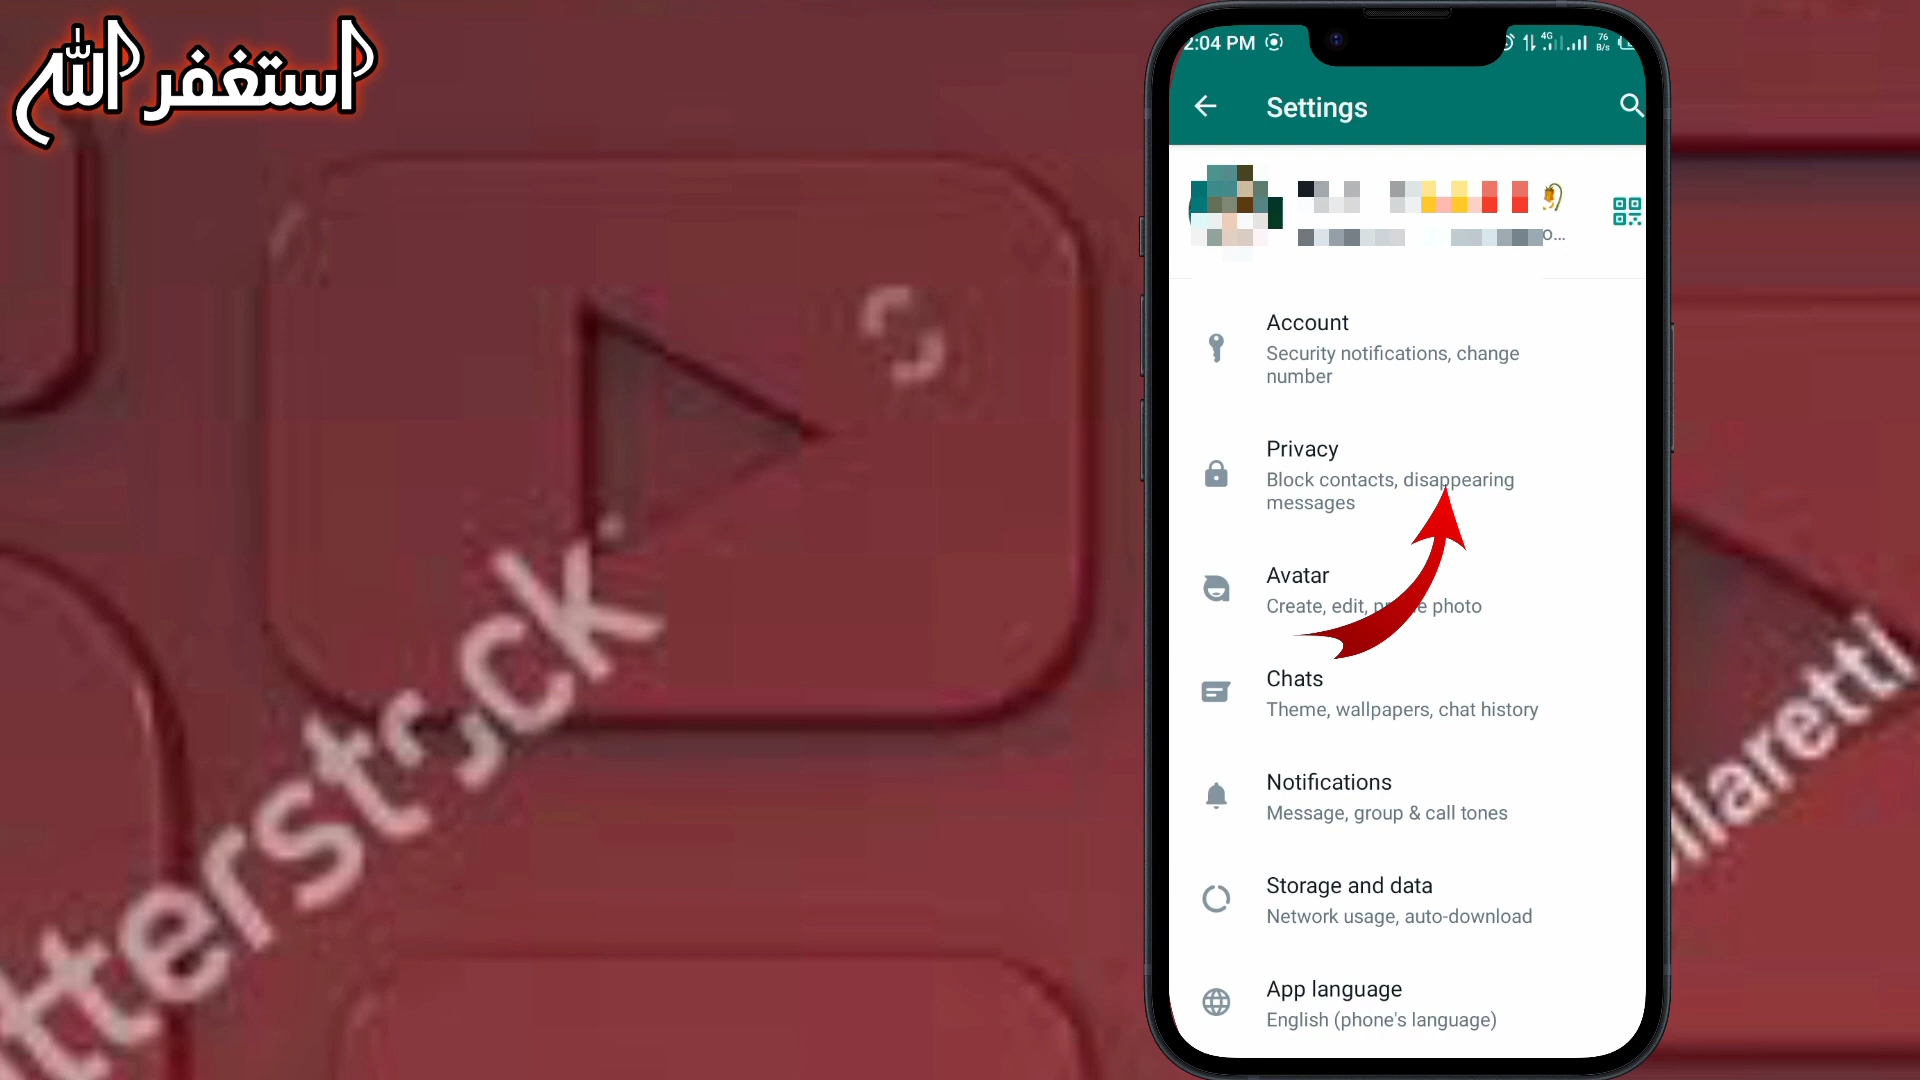 استغفر الله
2:04 PM
4G
76
B/s
Settings
o...
Account
Security notifications, change
number
Privacy
Block contacts, disappearing
messages
Avatar
Create, edit, photo
Chats
Theme, wallpapers, chat history
Notifications
Message, group & call tones
Storage and data
Network usage, auto-download
App language
English (phone's language)